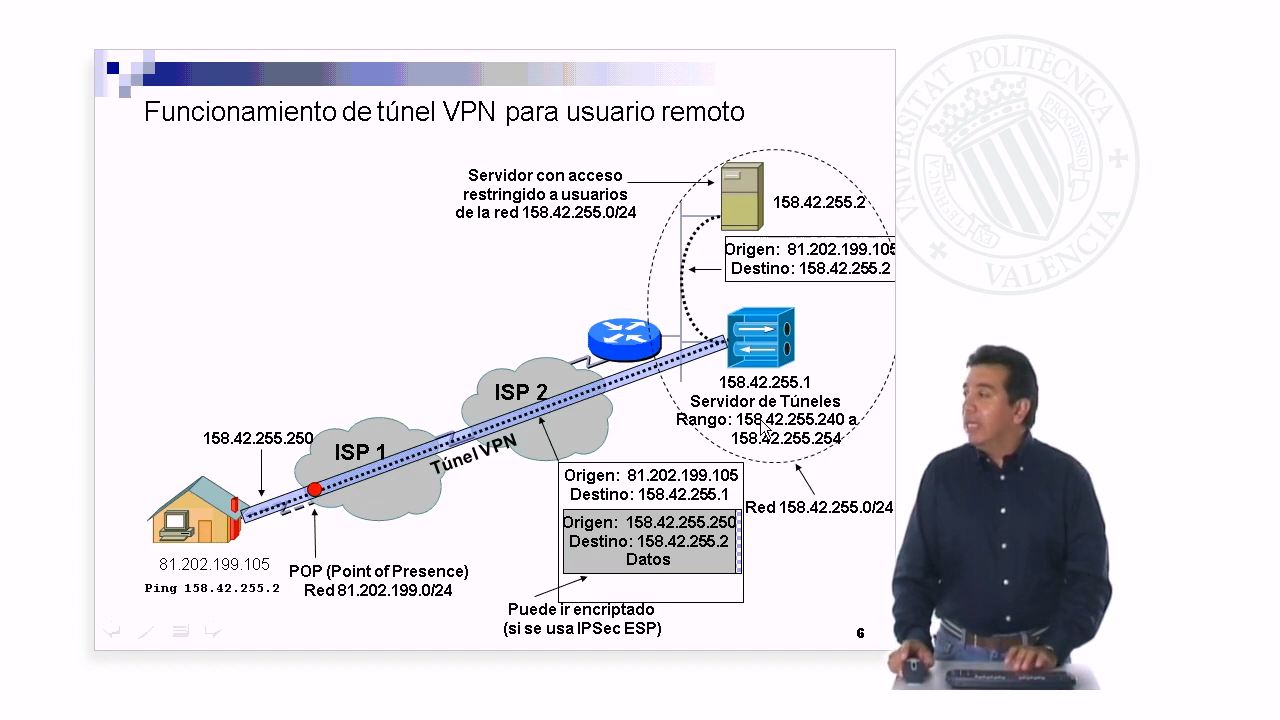 Funcionamiento de túnel VPN para usuario remoto
Servidor con acceso
restringido a usuarios
de la red 158.42.255.0/24
158.42.255.2
Origen: 81.202.199.105
Destino: 158.42.255.2
158.42.255.1
Servidor de Túneles
Rango: 158.42.255.240 a
158.42.255.254
ISP 2
158.42.255.250
ISP 1
Túnel VPN
Origen: 81.202.199.105
Destino: 158.42.255.1
Red 158.42.255.0/24
Origen: 158.42.255.250
Destino: 158.42.255.2
Datos
81.202.199.105
Ping 158.42.255.2
POP (Point of Presence)
Red 81.202.199.0/24
Puede ir encriptado
(si se usa IPSec ESP)
6
UNIVERSITAT POLITÈCNICA
VALÈNCIA